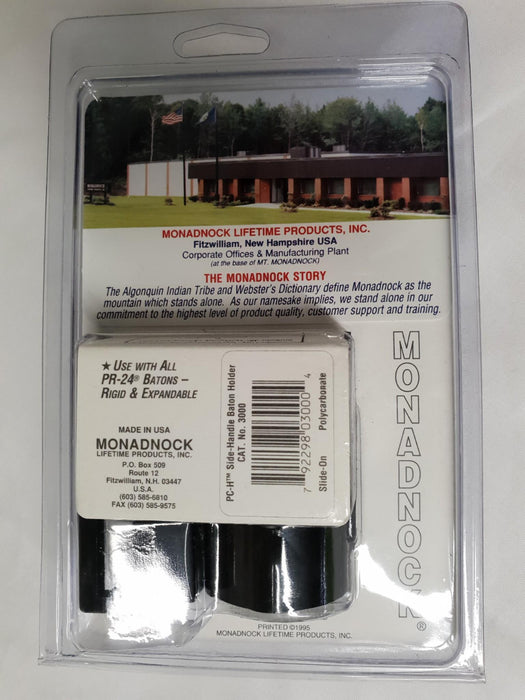 MONADNOCK LIFETIME PRODUCTS, INC.
Fitzwilliam, New Hampshire USA
Corporate Offices & Manufacturing Plant
(at the base of MT. MONADNOCK)
THE MONADNOCK STORY
The Algonquin Indian Tribe and Webster's Dictionary define Monadnock as the
mountain which stands alone. As our namesake implies, we stand alone in our
commitment to the highest level of product quality, customer support and training.
★ USE WITH ALL
PR-24® BATONS –
RIGID & EXPANDABLE
MADE IN USA
MONADNOCK
LIFETIME PRODUCTS, INC.
P.O. Box 509
Route 12
Fitzwilliam, N.H. 03447
U.S.A.
(603) 585-6810
FAX (603) 585-9575
PC-H™ Side-Handle Baton Holder
CAT. No. 3000
7 92298 03000 4
Slide-On Polycarbonate
MONADNOCK®
PRINTED ©1995
MONADNOCK LIFETIME PRODUCTS, INC.